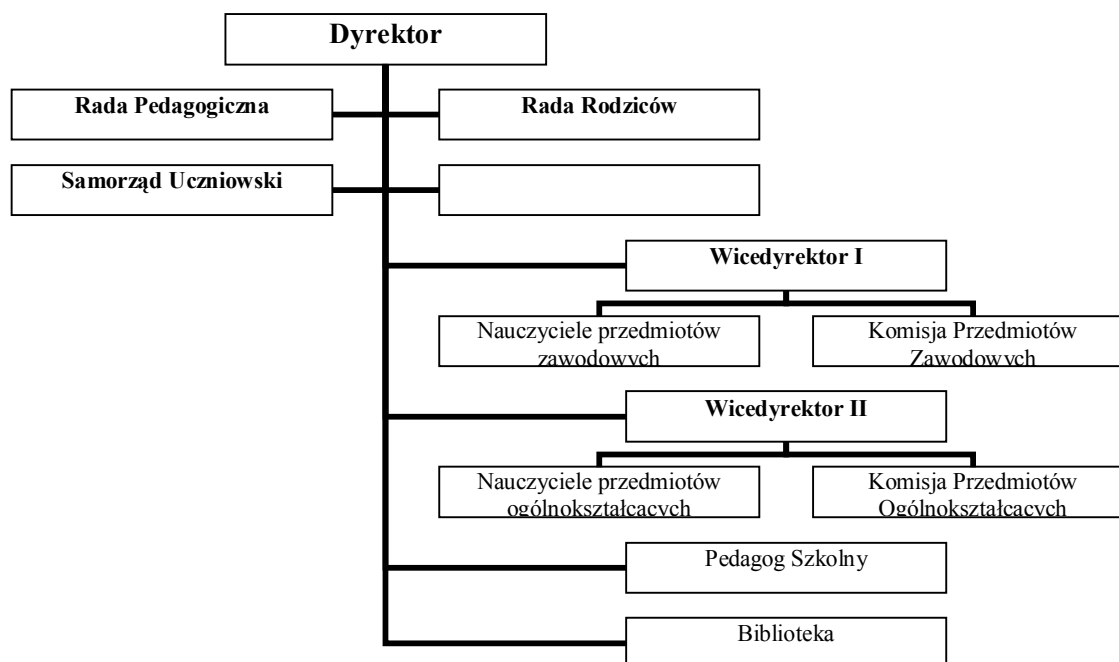 Dyrektor
Rada Pedagogiczna
Rada Rodziców
Samorząd Uczniowski
Wicedyrektor I
Nauczyciele przedmiotów
zawodowych
Komisja Przedmiotów
Zawodowych
Wicedyrektor II
Nauczyciele przedmiotów
ogólnokształcących
Komisja Przedmiotów
Ogólnokształcących
Pedagog Szkolny
Biblioteka